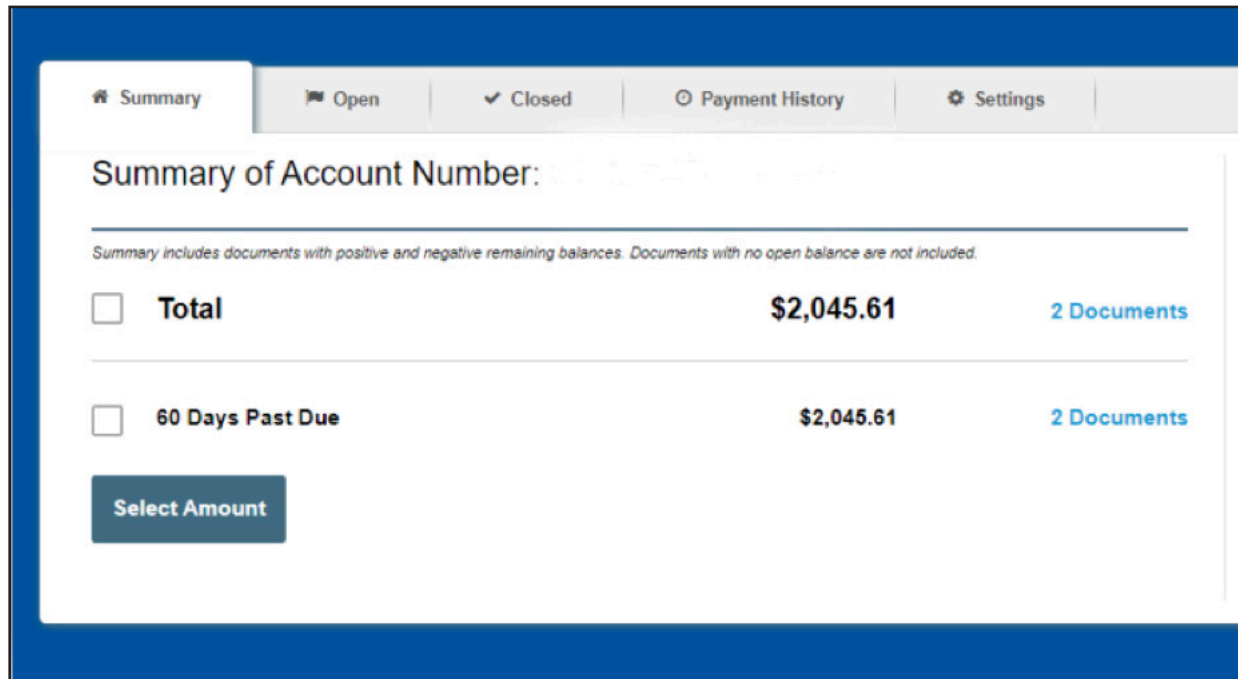 Summary Open Closed Payment History Settings
Summary of Account Number:
Summary includes documents with positive and negative remaining balances. Documents with no open balance are not included.
Total $2,045.61 2 Documents
60 Days Past Due $2,045.61 2 Documents
Select Amount